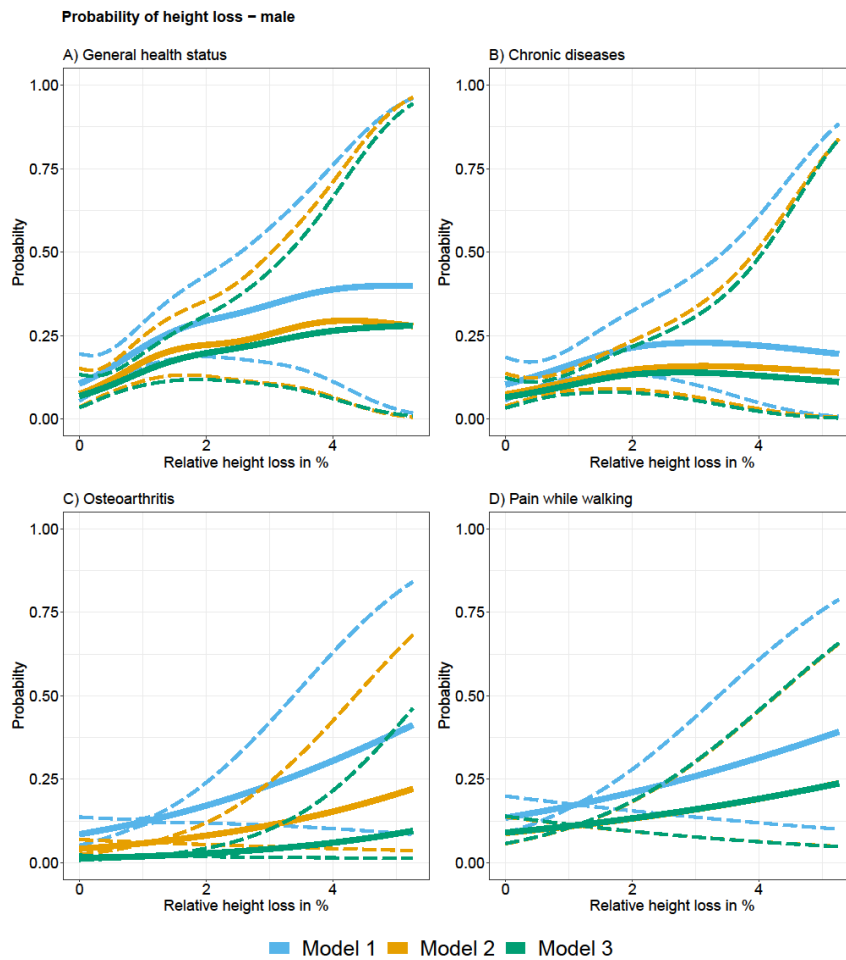 Probability of height loss – male
A) General health status
B) Chronic diseases
1.00
0.75
0.50
0.25
0.00
Probabilty
0 2 4
Relative height loss in %
1.00
0.75
0.50
0.25
0.00
Probabilty
0 2 4
Relative height loss in %
C) Osteoarthritis
D) Pain while walking
1.00
0.75
0.50
0.25
0.00
Probabilty
0 2 4
Relative height loss in %
1.00
0.75
0.50
0.25
0.00
Probabilty
0 2 4
Relative height loss in %
Model 1 Model 2 Model 3